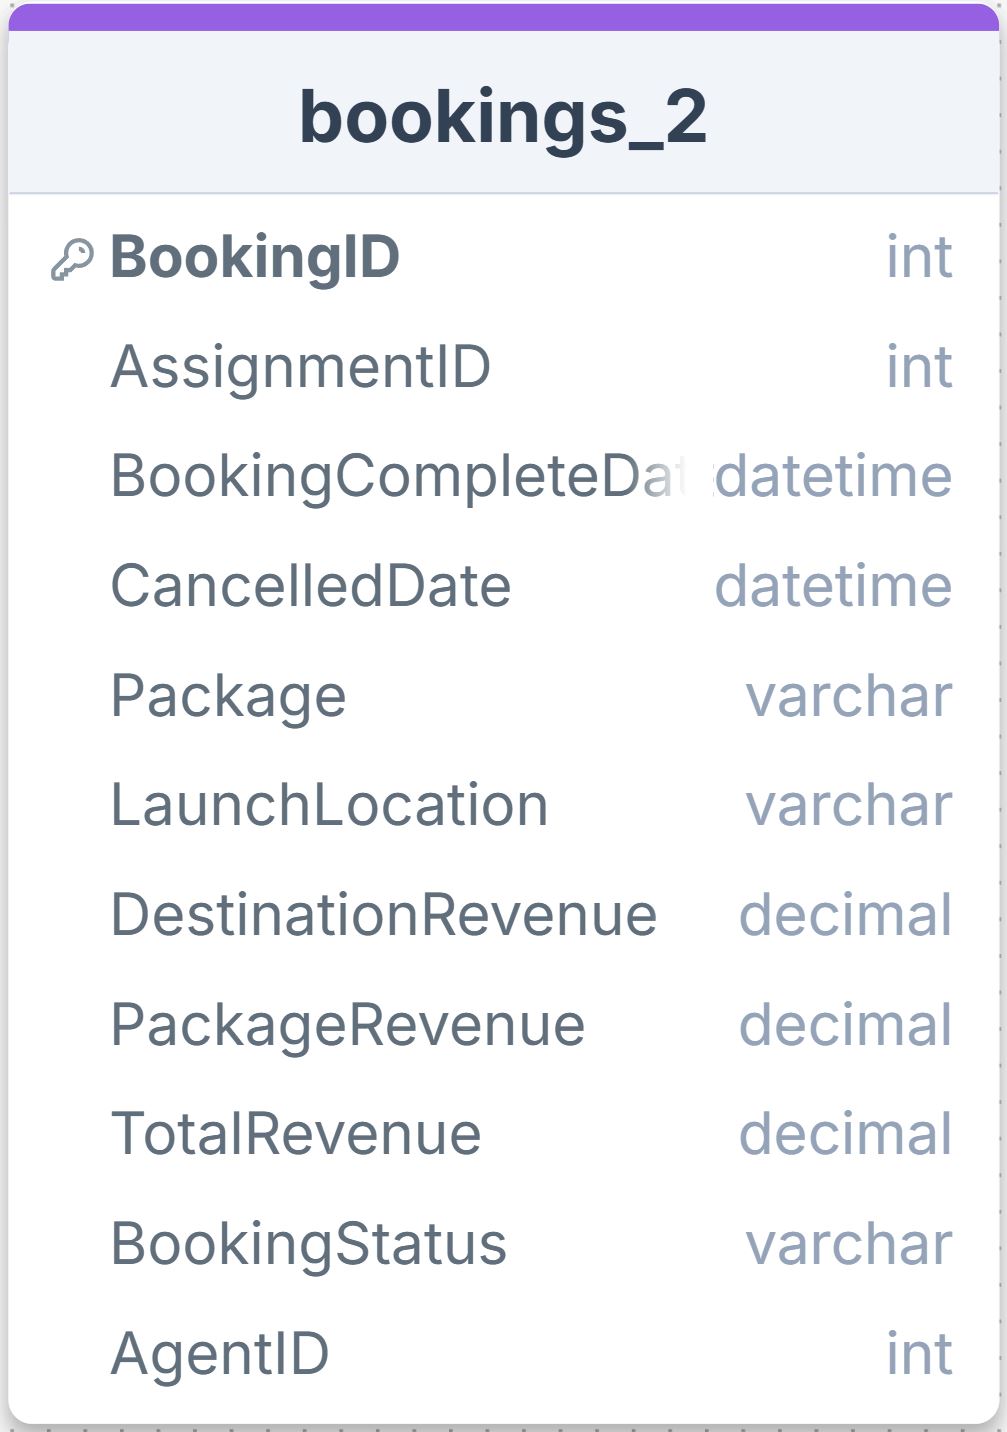 bookings_2
BookingID int
AssignmentID int
BookingCompleteDat datetime
CancelledDate datetime
Package varchar
LaunchLocation varchar
DestinationRevenue decimal
PackageRevenue decimal
TotalRevenue decimal
BookingStatus varchar
AgentID int